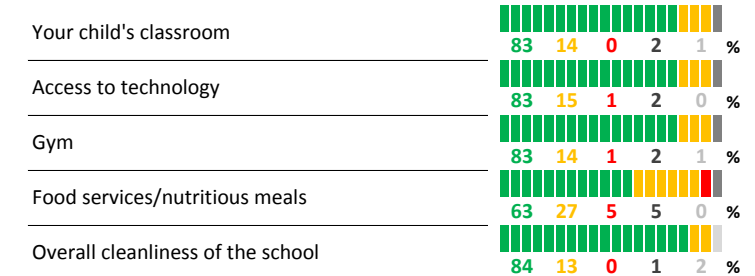 Your child's classroom
83 14 0 2 1 %
Access to technology
83 15 1 2 0 %
Gym
83 14 1 2 1 %
Food services/nutritious meals
63 27 5 5 0 %
Overall cleanliness of the school
84 13 0 1 2 %